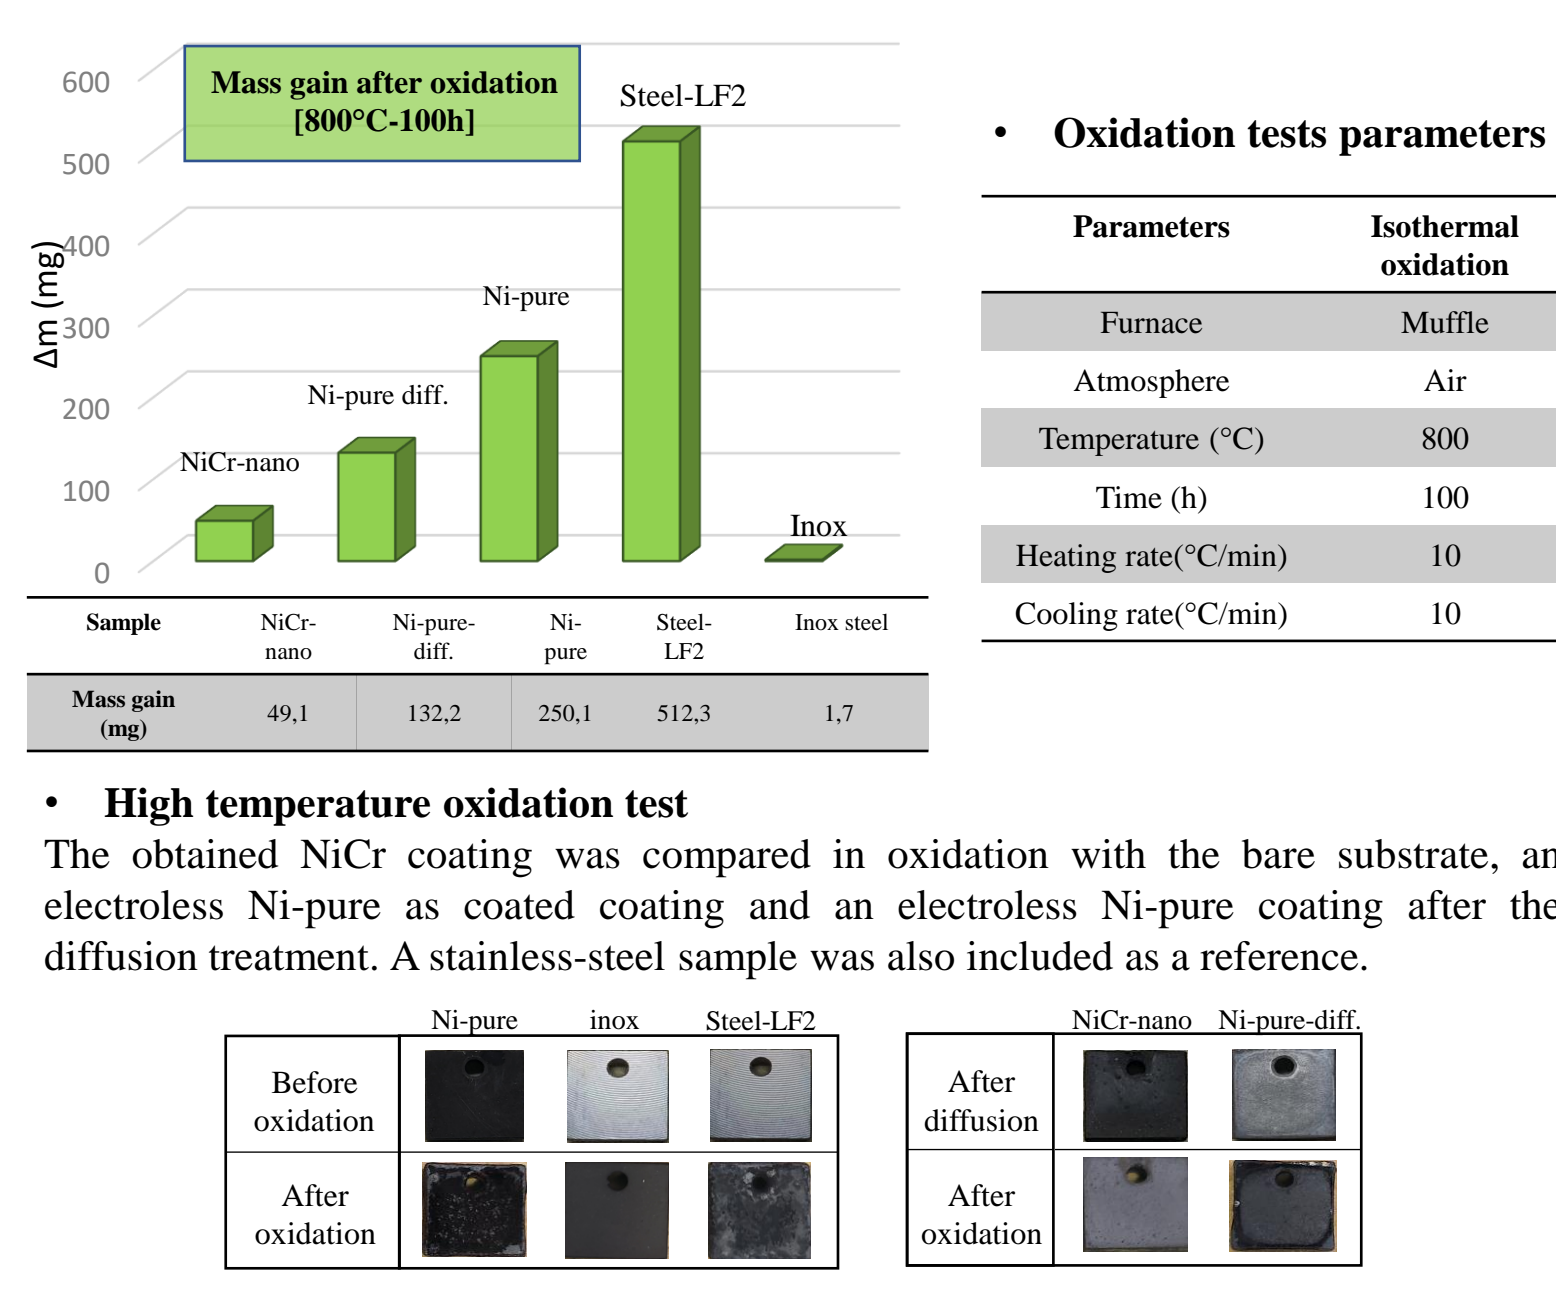 Mass gain after oxidation
[800°C-100h]
Δm (mg)
600
500
400
300
200
100
0
NiCr-nano
Ni-pure diff.
Ni-pure
Steel-LF2
Inox
Sample NiCr- Ni-pure- Ni- Steel- Inox steel
nano diff. pure LF2
Mass gain
(mg) 49,1 132,2 250,1 512,3 1,7
• Oxidation tests parameters
Parameters Isothermal
oxidation
Furnace Muffle
Atmosphere Air
Temperature (°C) 800
Time (h) 100
Heating rate(°C/min) 10
Cooling rate(°C/min) 10
• High temperature oxidation test
The obtained NiCr coating was compared in oxidation with the bare substrate, an
electroless Ni-pure as coated coating and an electroless Ni-pure coating after the
diffusion treatment. A stainless-steel sample was also included as a reference.
Ni-pure inox Steel-LF2
Before
oxidation
After
oxidation
NiCr-nano Ni-pure-diff.
After
diffusion
After
oxidation